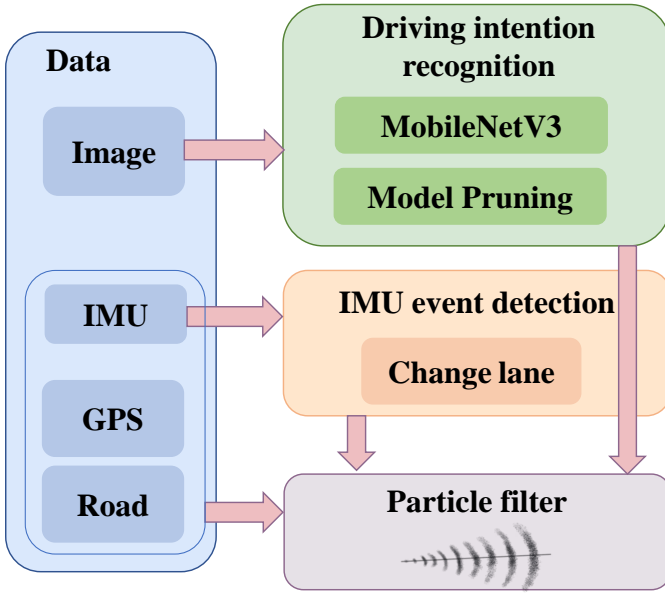 Data
Image
IMU
GPS
Road
Driving intention
recognition
MobileNetV3
Model Pruning
IMU event detection
Change lane
Particle filter